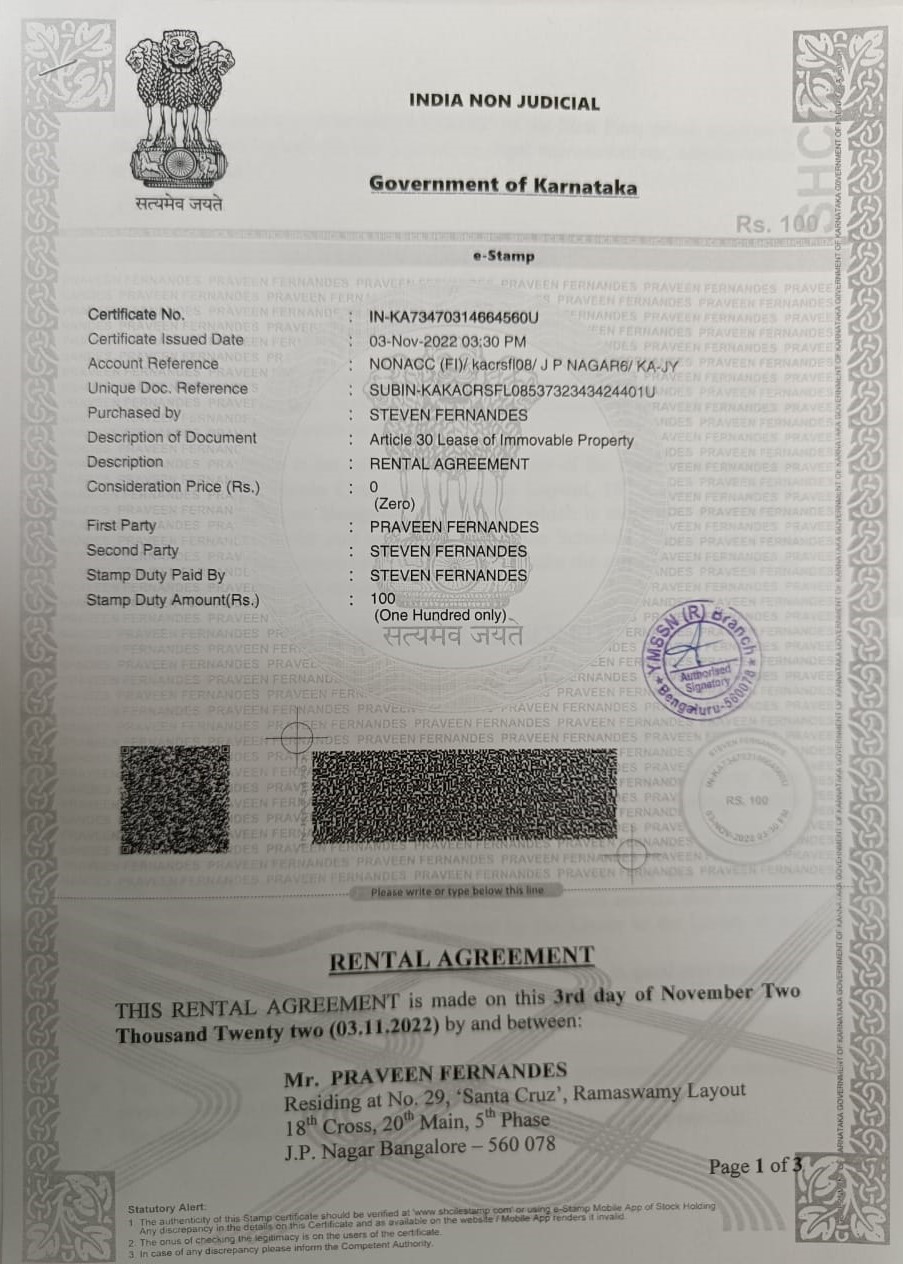 सत्यमेव जयते
INDIA NON JUDICIAL
Government of Karnataka
Rs. 100
e-Stamp
Certificate No. : IN-KA73470314664560U
Certificate Issued Date : 03-Nov-2022 03:30 PM
Account Reference : NONACC (FI)/ kacrsfl08/ J P NAGAR6/ KA-JY
Unique Doc. Reference : SUBIN-KAKACRSFL0853732343424401U
Purchased by : STEVEN FERNANDES
Description of Document : Article 30 Lease of Immovable Property
Description : RENTAL AGREEMENT
Consideration Price (Rs.) : 0
(Zero)
First Party : PRAVEEN FERNANDES
Second Party : STEVEN FERNANDES
Stamp Duty Paid By : STEVEN FERNANDES
Stamp Duty Amount(Rs.) : 100
(One Hundred only)
सत्यमेव जयते
YMSSN (R) Branch
Authorised
Signatory
Bengaluru-560078
RS. 100
Please write or type below this line
RENTAL AGREEMENT
THIS RENTAL AGREEMENT is made on this 3rd day of November Two
Thousand Twenty two (03.11.2022) by and between:
Mr. PRAVEEN FERNANDES
Residing at No. 29, ‘Santa Cruz’, Ramaswamy Layout
18th Cross, 20th Main, 5th Phase
J.P. Nagar Bangalore – 560 078
Page 1 of 3
Statutory Alert:
1 The authenticity of this Stamp certificate should be verified at 'www.shcilestamp.com' or using e-Stamp Mobile App of Stock Holding
Any discrepancy in the details on this Certificate and as available on the website / Mobile App renders it invalid.
2. The onus of checking the legitimacy is on the users of the certificate.
3. In case of any discrepancy please inform the Competent Authority.